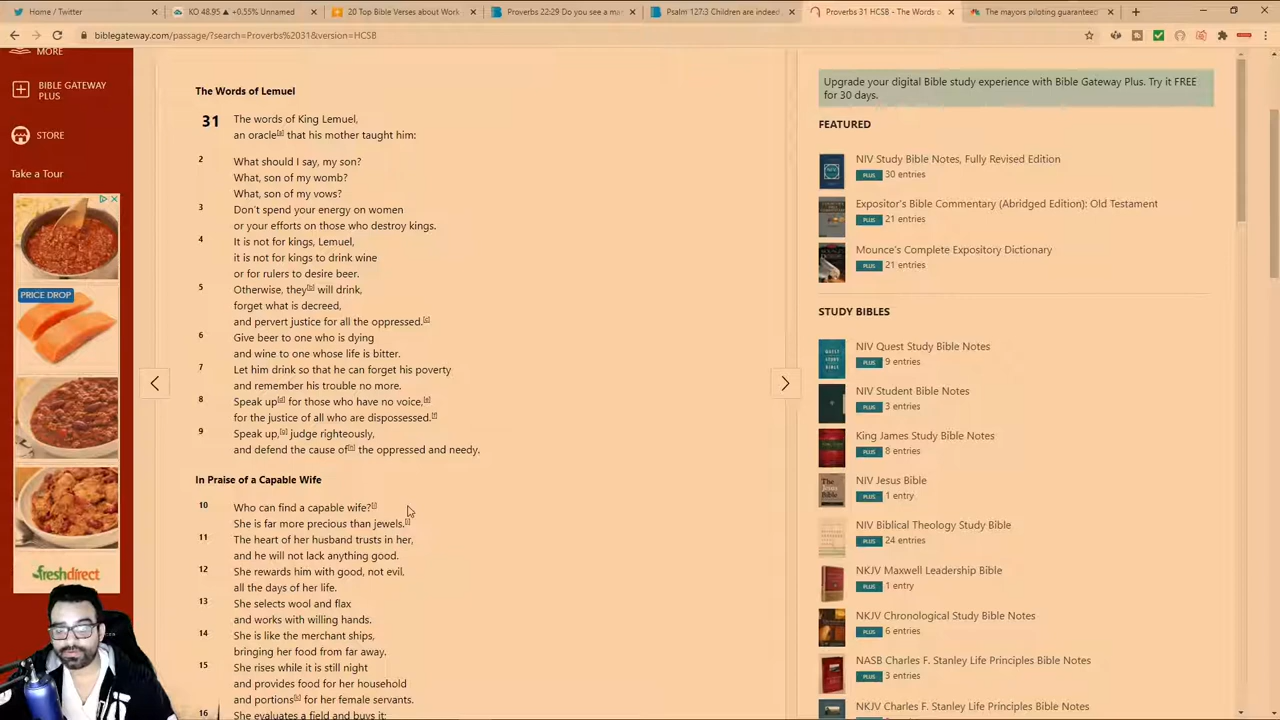 Home / Twitter
KO 48.95 ▲ +0.55% Unnamed
20 Top Bible Verses about Work
Proverbs 22:29 Do you see a ma
Psalm 127:3 Children are indeed
Proverbs 31 HCSB - The Words o
The mayors piloting guaranteed
biblegateway.com/passage/?search=Proverbs%2031&version=HCSB
MORE
BIBLE GATEWAY
PLUS
STORE
Take a Tour
PRICE DROP
freshdirect
The Words of Lemuel
31 The words of King Lemuel,
an oracle[a] that his mother taught him:
2 What should I say, my son?
What, son of my womb?
What, son of my vows?
3 Don't spend your energy on women
or your efforts on those who destroy kings.
4 It is not for kings, Lemuel,
it is not for kings to drink wine
or for rulers to desire beer.
5 Otherwise, they[b] will drink,
forget what is decreed,
and pervert justice for all the oppressed.[c]
6 Give beer to one who is dying
and wine to one whose life is bitter.
7 Let him drink so that he can forget his poverty
and remember his trouble no more.
8 Speak up[d] for those who have no voice,[e]
for the justice of all who are dispossessed.[f]
9 Speak up,[g] judge righteously,
and defend the cause of[h] the oppressed and needy.
In Praise of a Capable Wife
10 Who can find a capable wife?[i]
She is far more precious than jewels.[j]
11 The heart of her husband trusts in her,
and he will not lack anything good.
12 She rewards him with good, not evil,
all the days of her life.
13 She selects wool and flax
and works with willing hands.
14 She is like the merchant ships,
bringing her food from far away.
15 She rises while it is still night
and provides food for her household
and portions[k] for her female servants.
16 She evaluates a field and buys it;
Upgrade your digital Bible study experience with Bible Gateway Plus. Try it FREE
for 30 days.
FEATURED
NIV Study Bible Notes, Fully Revised Edition
PLUS 30 entries
Expositor's Bible Commentary (Abridged Edition): Old Testament
PLUS 21 entries
Mounce's Complete Expository Dictionary
PLUS 21 entries
STUDY BIBLES
NIV Quest Study Bible Notes
PLUS 9 entries
NIV Student Bible Notes
PLUS 3 entries
King James Study Bible Notes
PLUS 8 entries
NIV Jesus Bible
PLUS 1 entry
NIV Biblical Theology Study Bible
PLUS 24 entries
NKJV Maxwell Leadership Bible
PLUS 1 entry
NKJV Chronological Study Bible Notes
PLUS 6 entries
NASB Charles F. Stanley Life Principles Bible Notes
PLUS 3 entries
NKJV Charles F. Stanley Life Principles Bible Notes